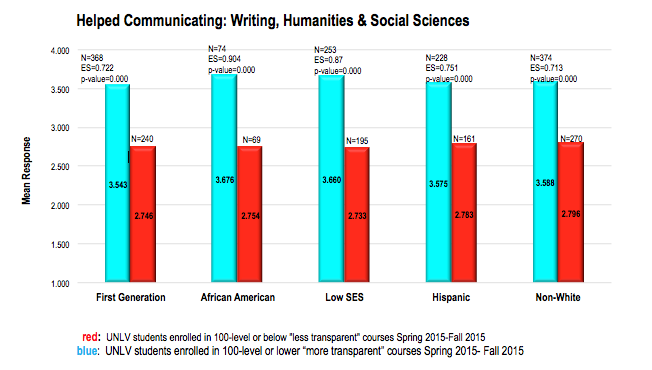 Helped Communicating: Writing, Humanities & Social Sciences
Mean Response
4.000
3.500
3.000
2.500
2.000
1.500
1.000
N=368
ES=0.722
p-value=0.000
N=240
3.543
2.746
N=74
ES=0.904
p-value=0.000
N=69
3.676
2.754
N=253
ES=0.87
p-value=0.000
N=195
3.660
2.733
N=228
ES=0.751
p-value=0.000
N=161
3.575
2.783
N=374
ES=0.713
p-value=0.000
N=270
3.588
2.796
First Generation
African American
Low SES
Hispanic
Non-White
red: UNLV students enrolled in 100-level or below "less transparent" courses Spring 2015-Fall 2015
blue: UNLV students enrolled in 100-level or lower "more transparent" courses Spring 2015- Fall 2015